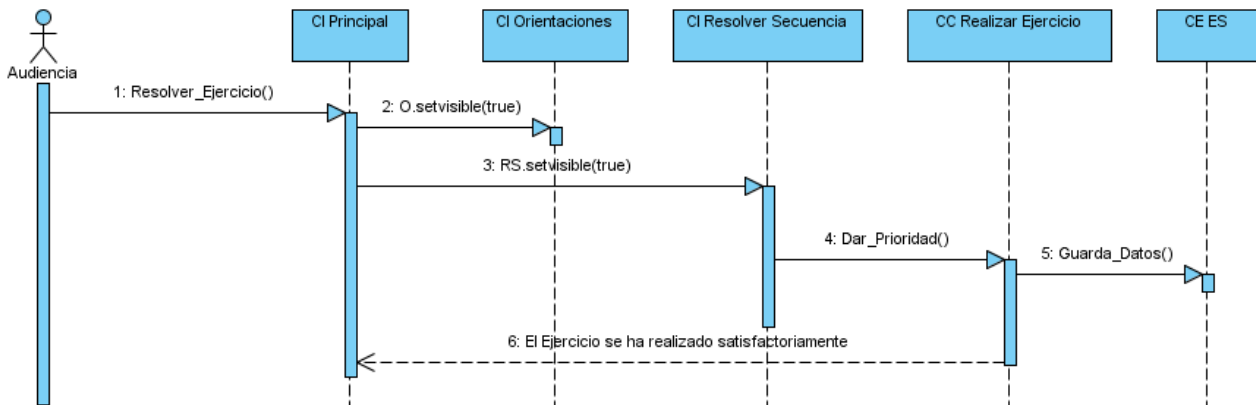 CI Principal
CI Orientaciones
CI Resolver Secuencia
CC Realizar Ejercicio
CE ES
Audiencia
1: Resolver_Ejercicio()
2: O.setvisible(true)
3: RS.setvisible(true)
4: Dar_Prioridad()
5: Guarda_Datos()
6: El Ejercicio se ha realizado satisfactoriamente